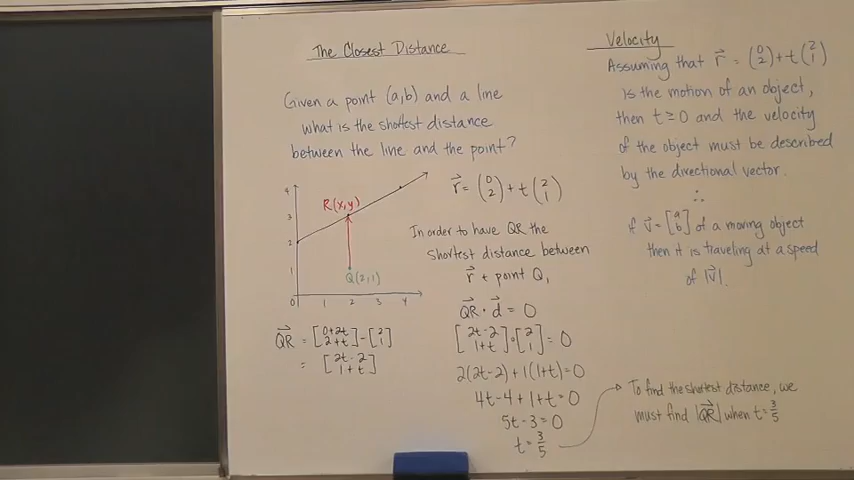 The Closest Distance
Given a point (a,b) and a line
what is the shortest distance
between the line and the point?
4
3
2
1
0
1 2 3 4
R(x,y)
Q(2,1)
r⃗ = (0 2) + t (2 1)
In order to have QR the
shortest distance between
r⃗ + point Q,
QR⃗ · d⃗ = 0
[2t-2 1+t] · [2 1] = 0
2(2t-2) + 1(1+t) = 0
4t - 4 + 1 + t = 0
5t - 3 = 0
t = 3/5
QR⃗ = [0+2t 2+t] - [2 1]
= [2t-2 1+t]
To find the shortest distance, we
must find |QR⃗| when t = 3/5
Velocity
Assuming that r⃗ = (0 2) + t (2 1)
is the motion of an object,
then t ≥ 0 and the velocity
of the object must be described
by the directional vector.
∴
if v⃗ = [a b] of a moving object
then it is traveling at a speed
of |v⃗|.